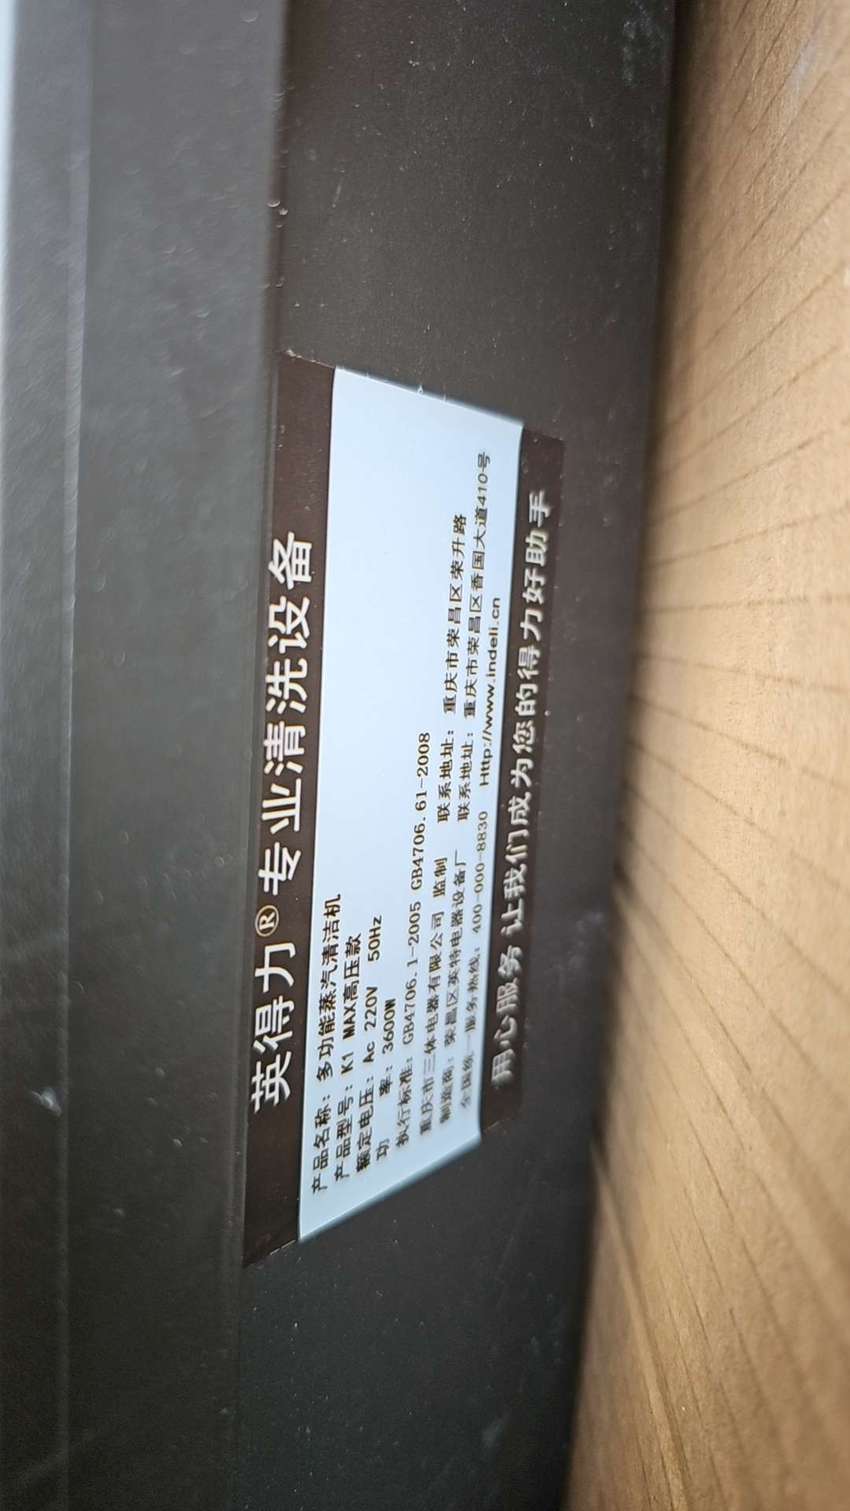 英得力®专业清洗设备
产品名称：多功能蒸汽清洁机
产品型号：K1 MAX高压款
额定电压：Ac 220V 50Hz
功 率：3600W
执行标准：GB4706.1-2005 GB4706.61-2008
重庆市三体电器有限公司 监制 联系地址：重庆市荣昌区荣升路
制造商：荣昌区英特电器设备厂 联系地址：重庆市荣昌区香国大道410号
全国统一服务热线：400-000-8830 Http://www.indeli.cn
用心服务 让我们成为您的得力好助手